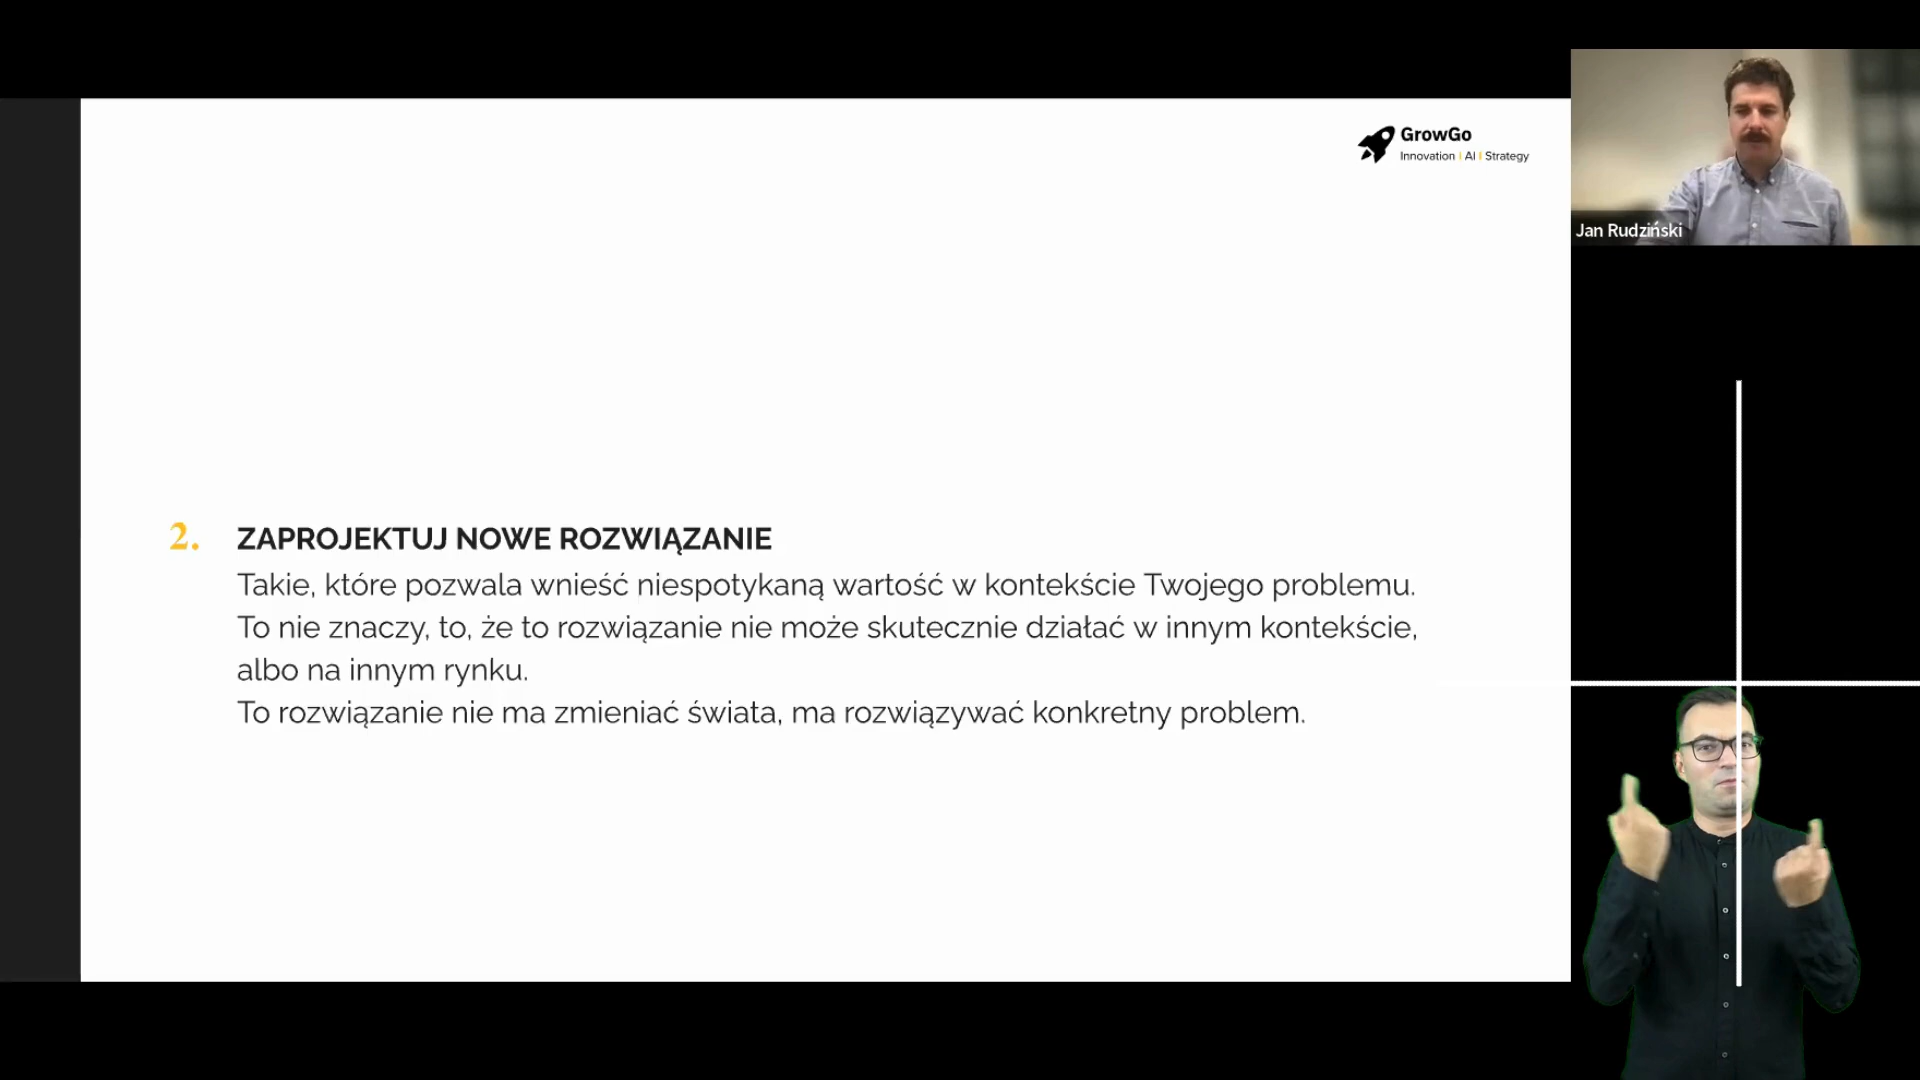 GrowGo
Innovation | AI | Strategy
Jan Rudziński
2. ZAPROJEKTUJ NOWE ROZWIĄZANIE
Takie, które pozwala wnieść niespotykaną wartość w kontekście Twojego problemu.
To nie znaczy, to, że to rozwiązanie nie może skutecznie działać w innym kontekście,
albo na innym rynku.
To rozwiązanie nie ma zmieniać świata, ma rozwiązywać konkretny problem.